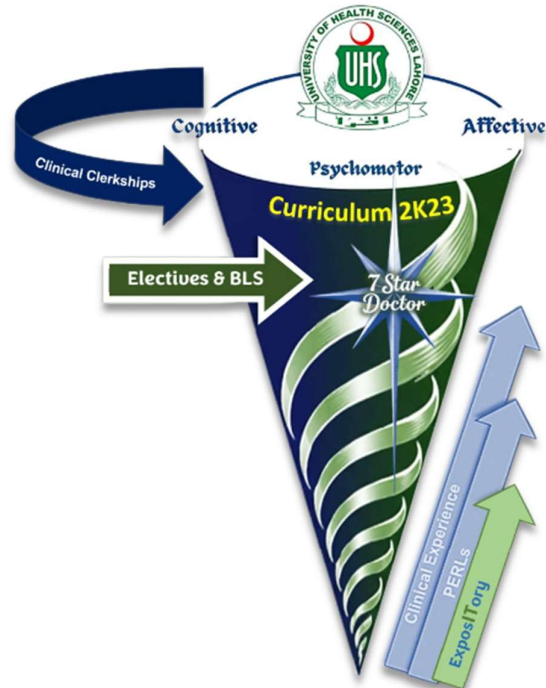 UNIVERSITY OF HEALTH SCIENCES LAHORE
UHS
اقرأ
Cognitive
Affective
Psychomotor
Clinical Clerkships
Curriculum 2K23
Electives & BLS
7 Star
Doctor
Clinical Experience
PERLs
ExposITory